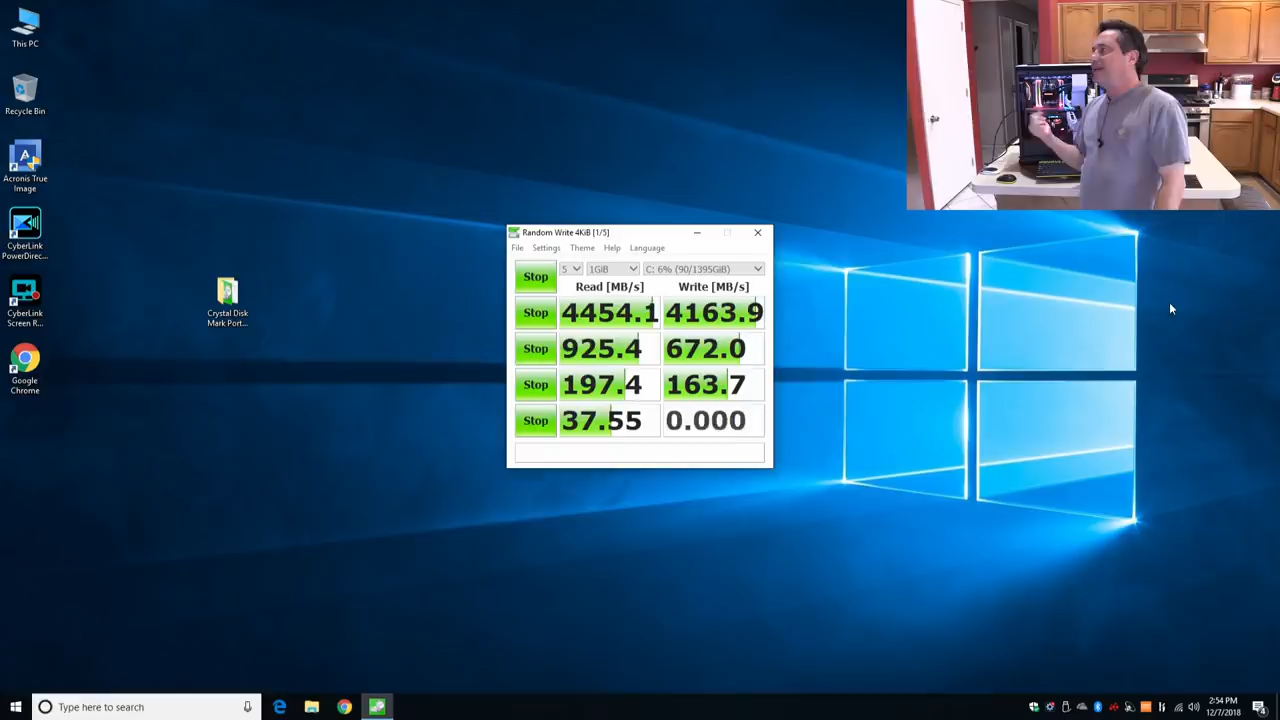 This PC
Recycle Bin
Acronis True
Image
CyberLink
PowerDirec...
CyberLink
Screen R...
Google
Chrome
Crystal Disk
Mark Port...
Random Write 4KiB [1/5]
File Settings Theme Help Language
Stop 5 1GiB C: 6% (90/1395GiB)
Read [MB/s] Write [MB/s]
Stop 4454.1 4163.9
Stop 925.4 672.0
Stop 197.4 163.7
Stop 37.55 0.000
Type here to search
2:54 PM
12/7/2018
4